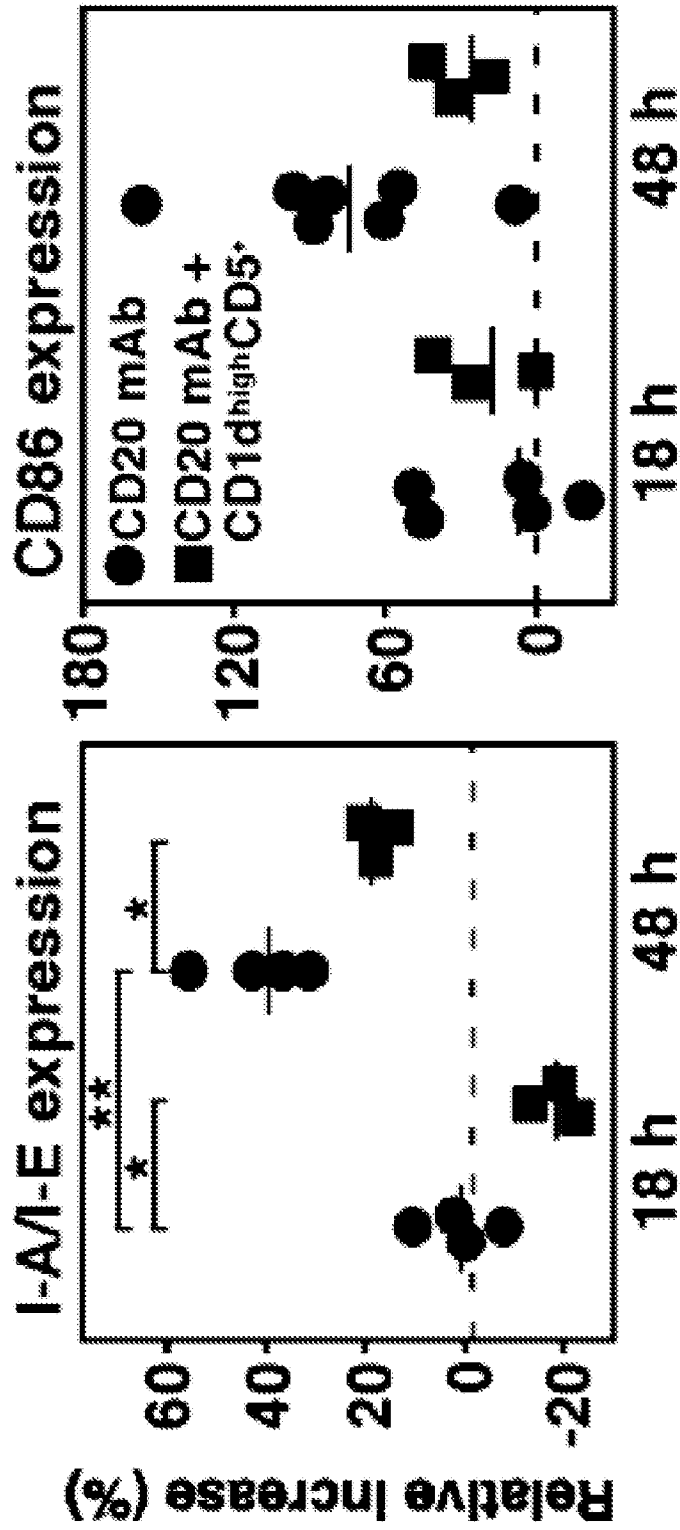 I-A/I-E expression
CD86 expression
Relative increase (%)
60
40
20
0
-20
*
**
*
18 h
48 h
180
120
60
0
CD20 mAb
CD20 mAb +
CD1dʰⁱᵍʰCD5⁺
18 h
48 h